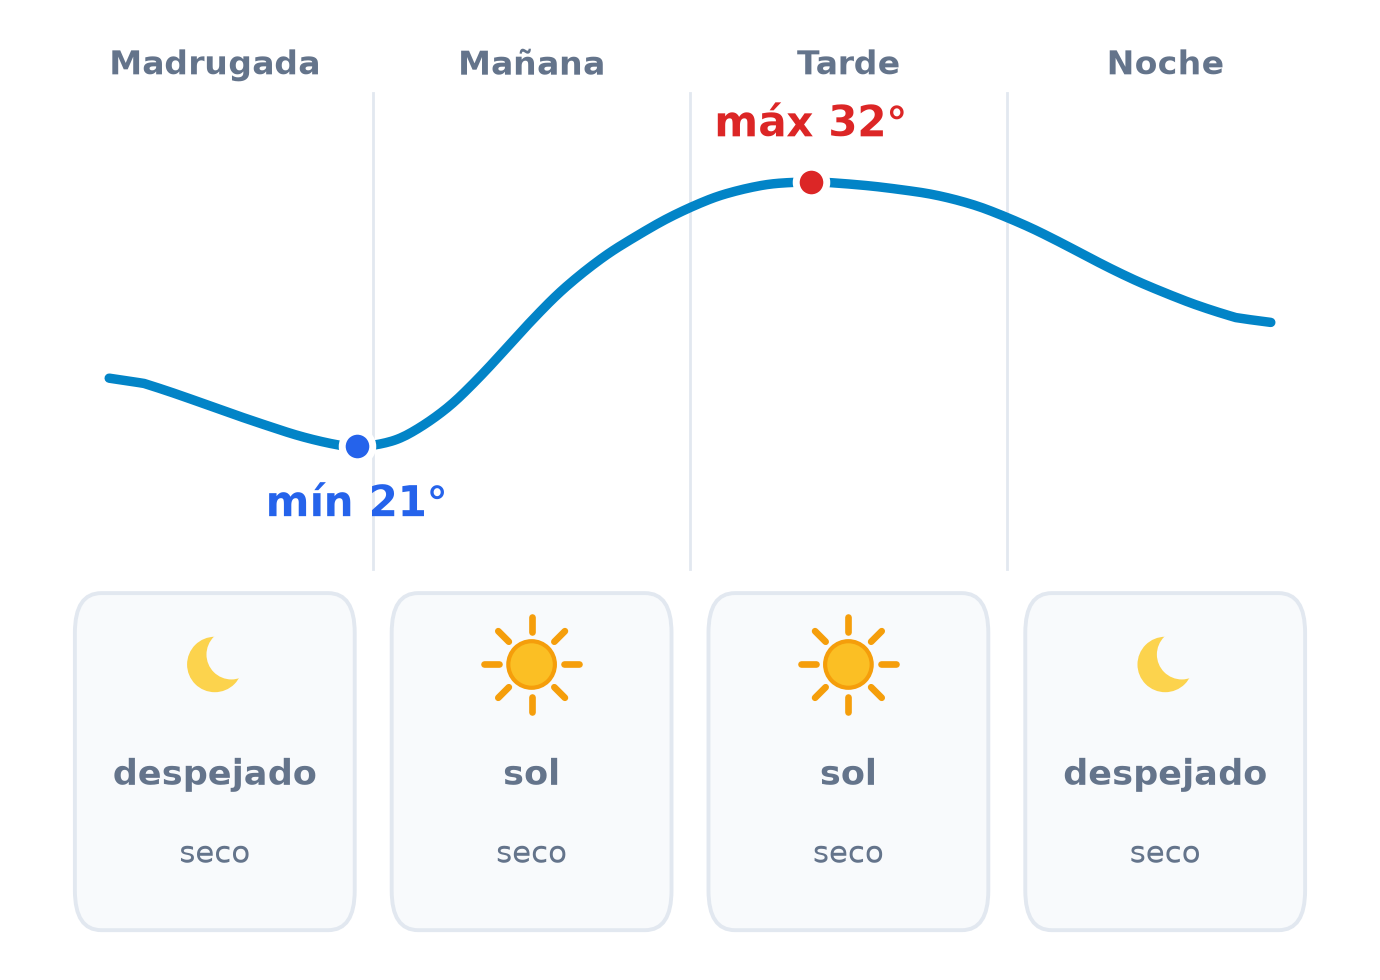 Madrugada Mañana Tarde Noche
máx 32°
mín 21°
despejado sol sol despejado
seco seco seco seco